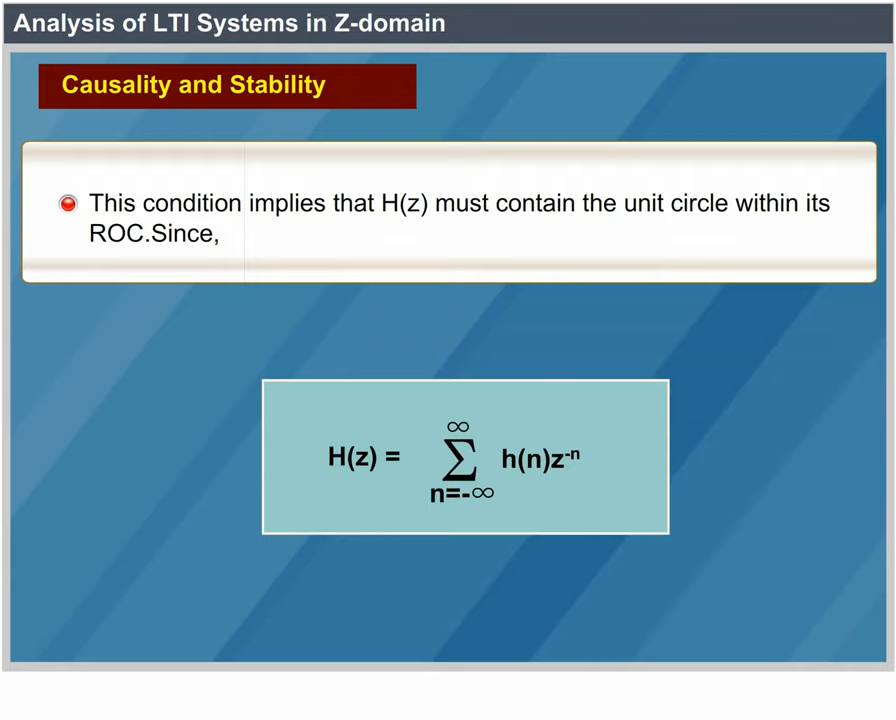 Analysis of LTI Systems in Z-domain
Causality and Stability
This condition implies that H(z) must contain the unit circle within its
ROC.Since,
∞
H(z) = ∑ h(n)z⁻ⁿ
n=-∞